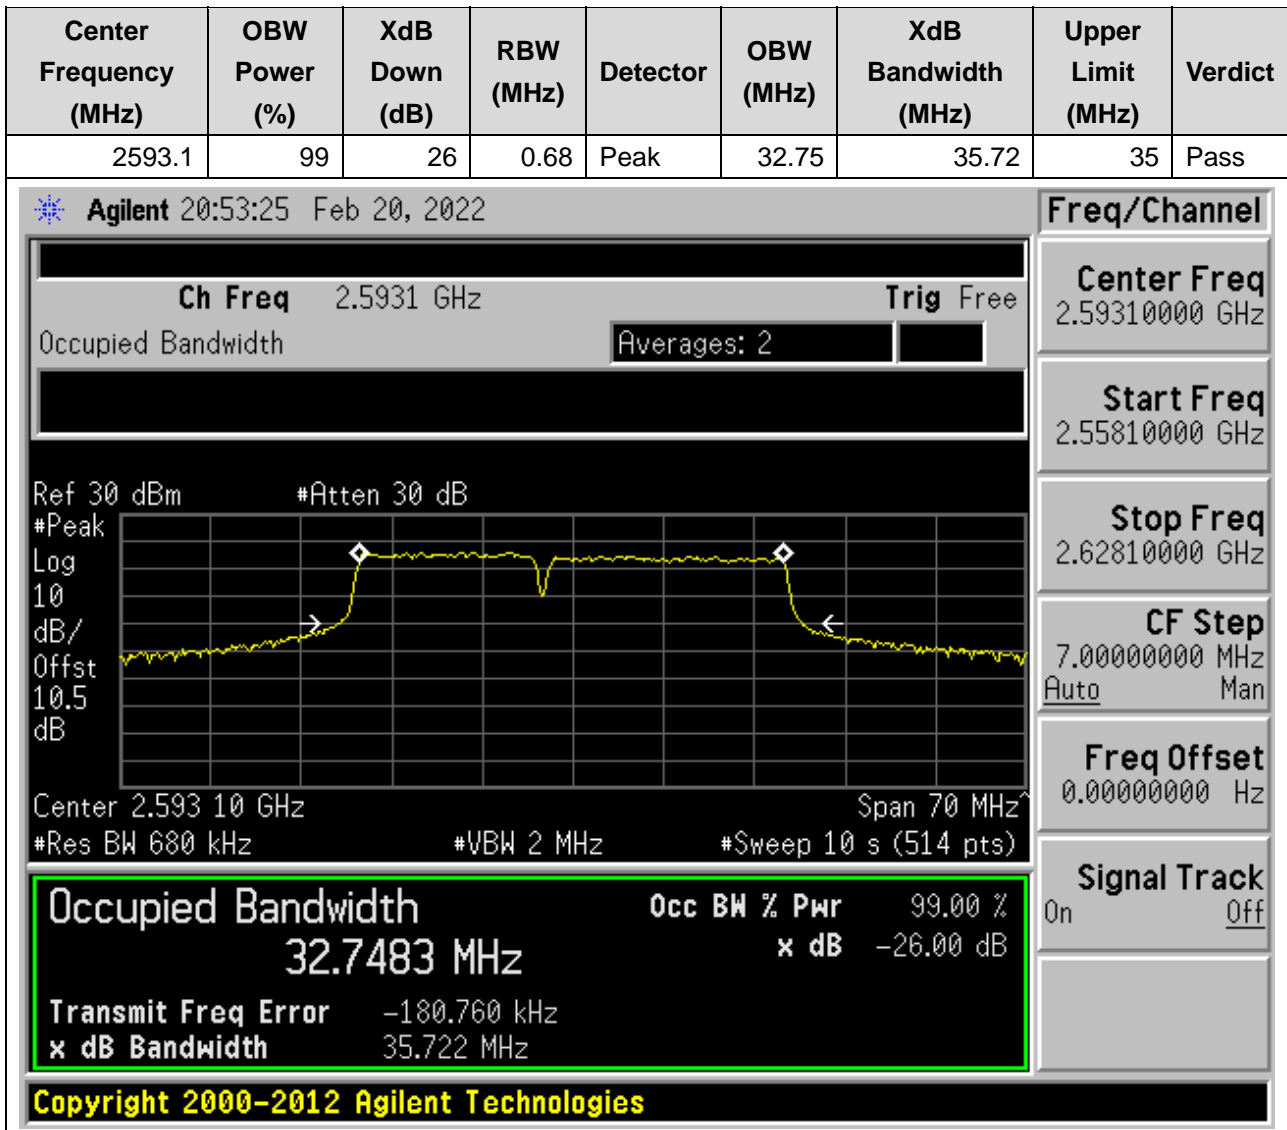 Center Frequency (MHz) OBW Power (%) XdB Down (dB) RBW (MHz) Detector OBW (MHz) XdB Bandwidth (MHz) Upper Limit (MHz) Verdict
2593.1 99 26 0.68 Peak 32.75 35.72 35 Pass
Agilent 20:53:25 Feb 20, 2022
Freq/Channel
Ch Freq 2.5931 GHz Trig Free
Occupied Bandwidth Averages: 2
Center Freq
2.59310000 GHz
Start Freq
2.55810000 GHz
Stop Freq
2.62810000 GHz
CF Step
7.00000000 MHz
Auto Man
Freq Offset
0.00000000 Hz
Signal Track
On Off
Ref 30 dBm #Atten 30 dB
#Peak
Log
10
dB/
Offst
10.5
dB
Center 2.593 10 GHz Span 70 MHz^
#Res BW 680 kHz #VBW 2 MHz #Sweep 10 s (514 pts)
Occupied Bandwidth Occ BW % Pwr 99.00 %
32.7483 MHz x dB -26.00 dB
Transmit Freq Error -180.760 kHz
x dB Bandwidth 35.722 MHz
Copyright 2000-2012 Agilent Technologies